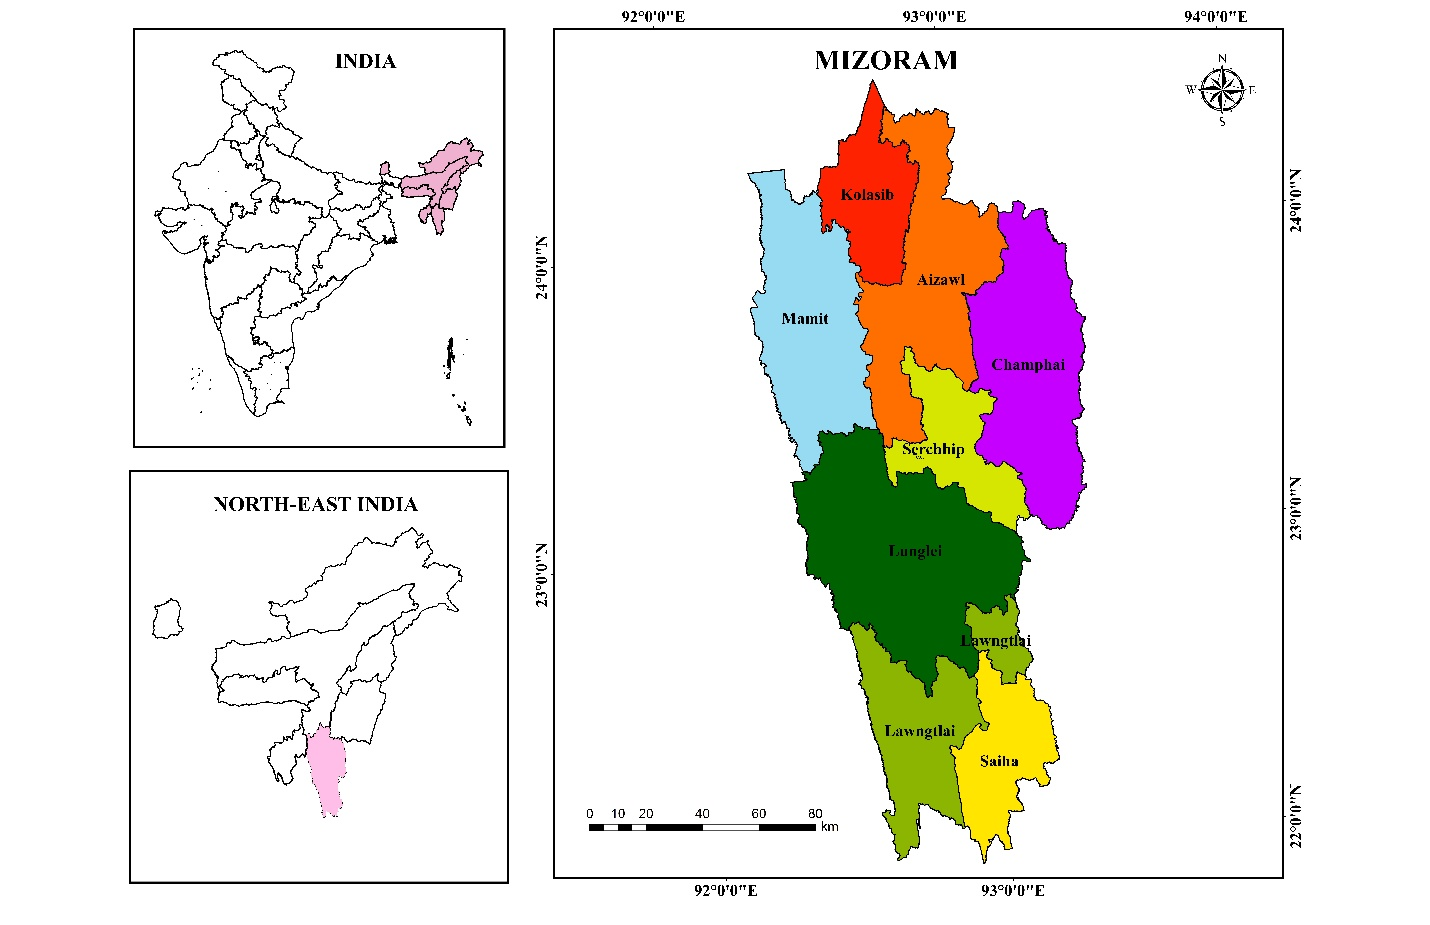 92°0'0"E 93°0'0"E 94°0'0"E
INDIA
MIZORAM
N
W E
S
Kolasib
24°0'0"N
24°0'0"N
Aizawl
Mamit
Champhai
Serchhip
NORTH-EAST INDIA
23°0'0"N
23°0'0"N
Lunglei
Lawngtlai
Lawngtlai
Saiha
0 10 20 40 60 80
km
22°0'0"N
92°0'0"E 93°0'0"E